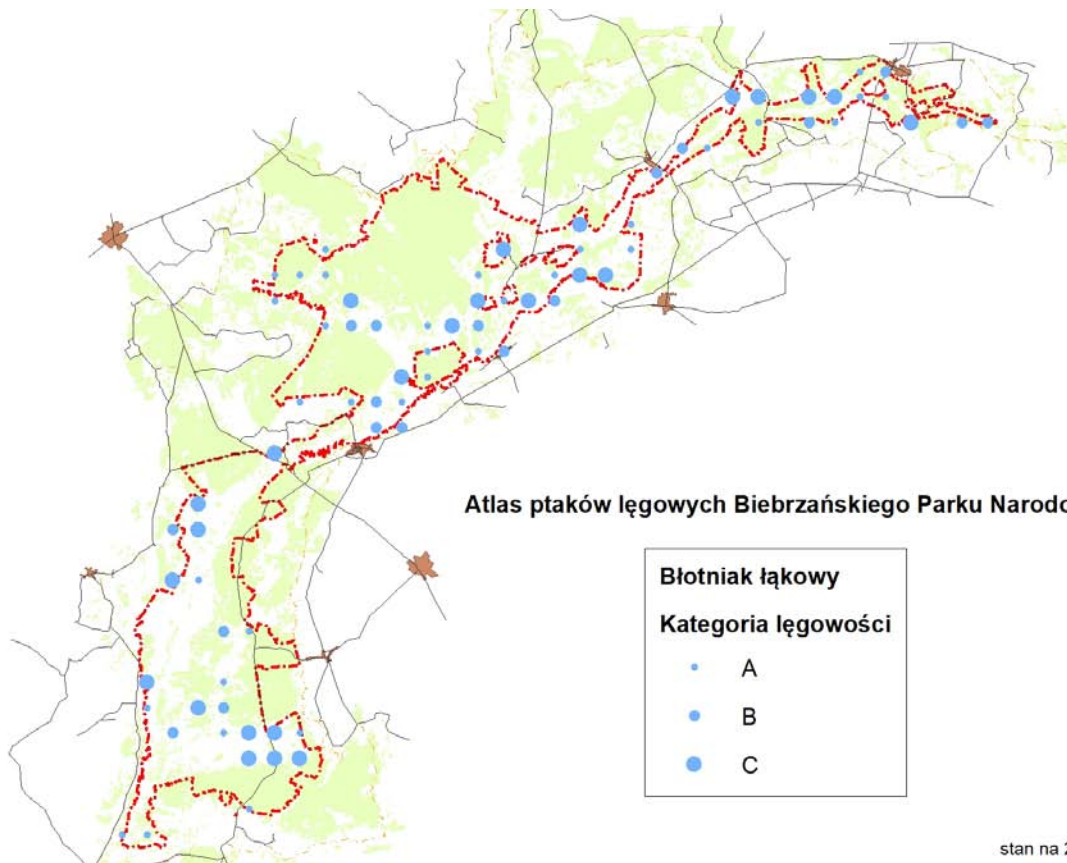 Atlas ptaków lęgowych Biebrzańskiego Parku Narodo
Błotniak łąkowy
Kategoria lęgowości
A
B
C
stan na 2